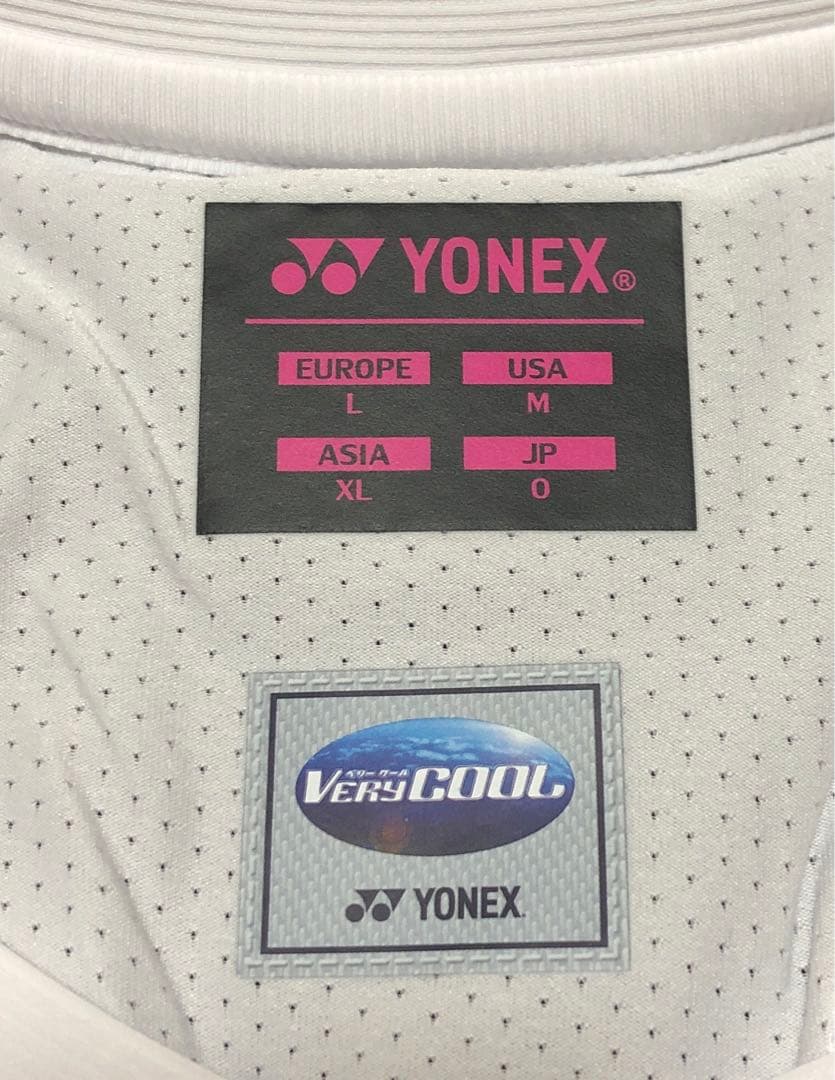 YONEX®
EUROPE USA
L M
ASIA JP
XL O
ベリークール
VERYCOOL
YONEX